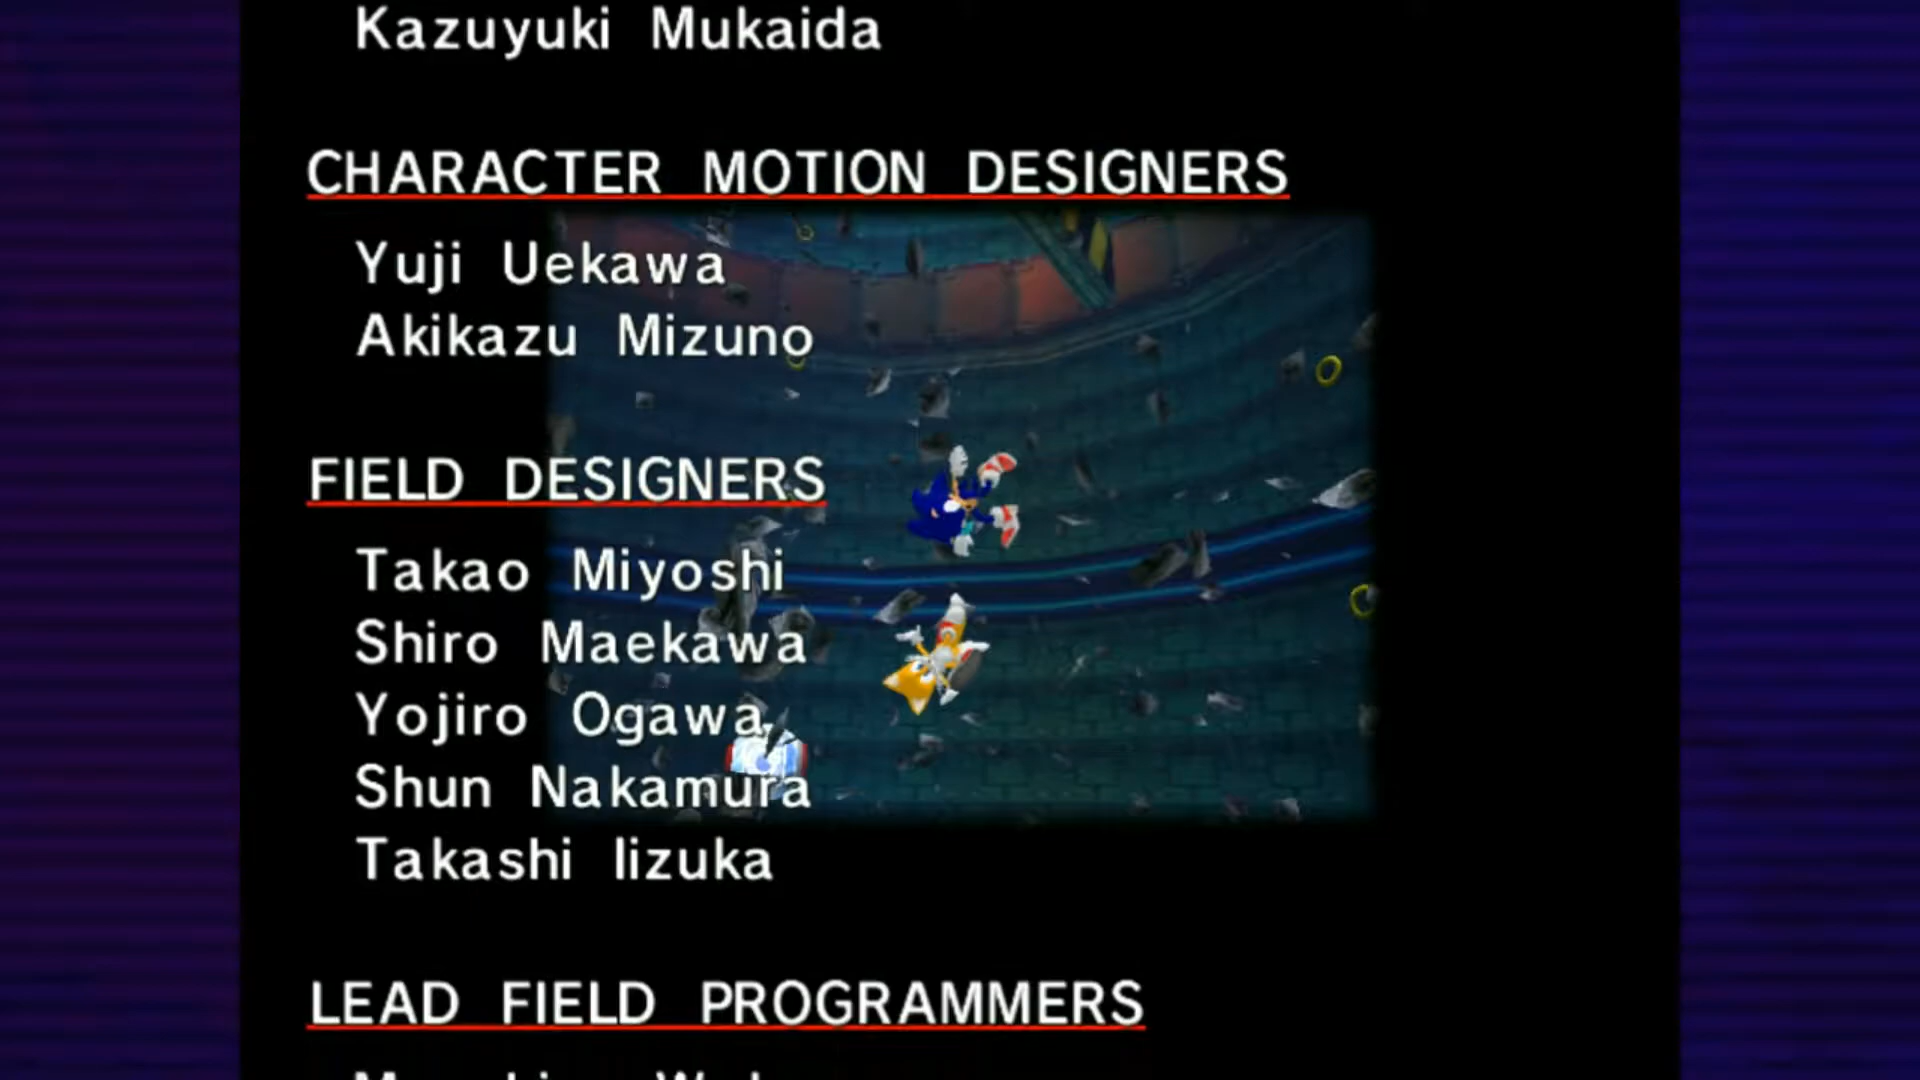 Kazuyuki Mukaida
CHARACTER MOTION DESIGNERS
Yuji Uekawa
Akikazu Mizuno
FIELD DESIGNERS
Takao Miyoshi
Shiro Maekawa
Yojiro Ogawa
Shun Nakamura
Takashi Iizuka
LEAD FIELD PROGRAMMERS